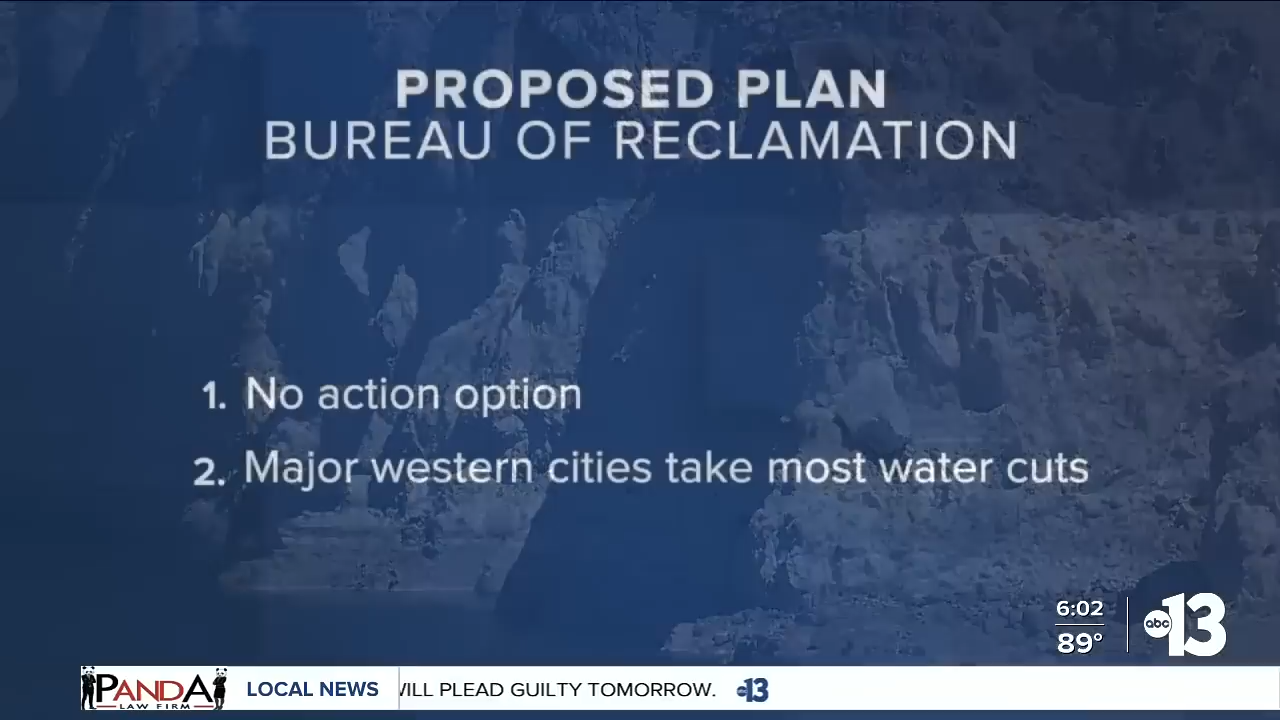 PROPOSED PLAN
BUREAU OF RECLAMATION
1. No action option
2. Major western cities take most water cuts
6:02
89°
abc 13
PANDA
LAW FIRM
LOCAL NEWS
WILL PLEAD GUILTY TOMORROW.
13